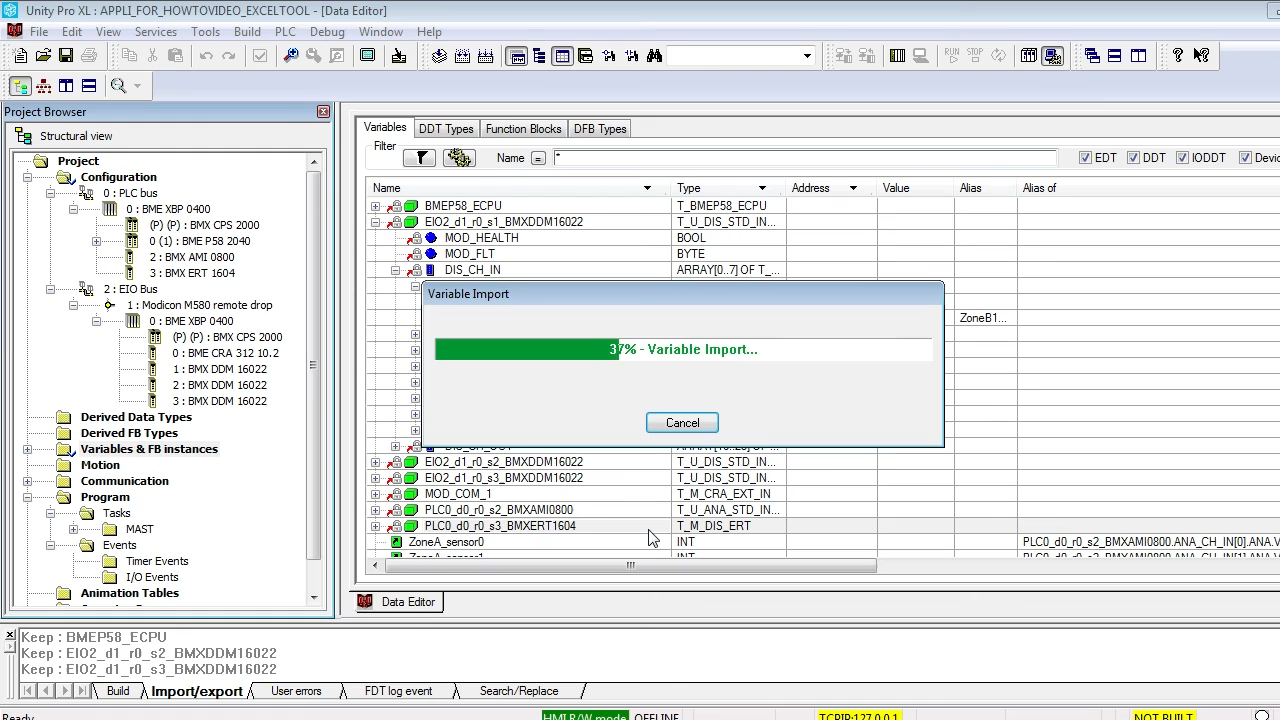 Unity Pro XL : APPLI_FOR_HOWTOVIDEO_EXCELTOOL - [Data Editor]
File Edit View Services Tools Build PLC Debug Window Help
RUN STOP
Project Browser
Structural view
Project
Configuration
0 : PLC bus
0 : BME XBP 0400
(P) (P) : BMX CPS 2000
0 (1) : BME P58 2040
2 : BMX AMI 0800
3 : BMX ERT 1604
2 : EIO Bus
1 : Modicon M580 remote drop
0 : BME XBP 0400
(P) (P) : BMX CPS 2000
0 : BME CRA 312 10.2
1 : BMX DDM 16022
2 : BMX DDM 16022
3 : BMX DDM 16022
Derived Data Types
Derived FB Types
Variables & FB instances
Motion
Communication
Program
Tasks
MAST
Events
Timer Events
I/O Events
Animation Tables
Variables DDT Types Function Blocks DFB Types
Filter
Name = * EDT DDT IODDT
Name Type Address Value Alias Alias of
BMEP58_ECPU T_BMEP58_ECPU
EIO2_d1_r0_s1_BMXDDM16022 T_U_DIS_STD_IN...
MOD_HEALTH BOOL
MOD_FLT BYTE
DIS_CH_IN ARRAY[0..7] OF T_...
ZoneB1...
Variable Import
37% - Variable Import...
Cancel
EIO2_d1_r0_s2_BMXDDM16022 T_U_DIS_STD_IN...
EIO2_d1_r0_s3_BMXDDM16022 T_U_DIS_STD_IN...
MOD_COM_1 T_M_CRA_EXT_IN
PLC0_d0_r0_s2_BMXAMI0800 T_U_ANA_STD_IN...
PLC0_d0_r0_s3_BMXERT1604 T_M_DIS_ERT
ZoneA_sensor0 INT PLC0_d0_r0_s2_BMXAMI0800.ANA_CH_IN[0].ANA.V
Data Editor
Keep : BMEP58_ECPU
Keep : EIO2_d1_r0_s2_BMXDDM16022
Keep : EIO2_d1_r0_s3_BMXDDM16022
Build Import/export User errors FDT log event Search/Replace
Ready HMI R/W mode OFFLINE TCPIP:127.0.0.1 NOT BUILT